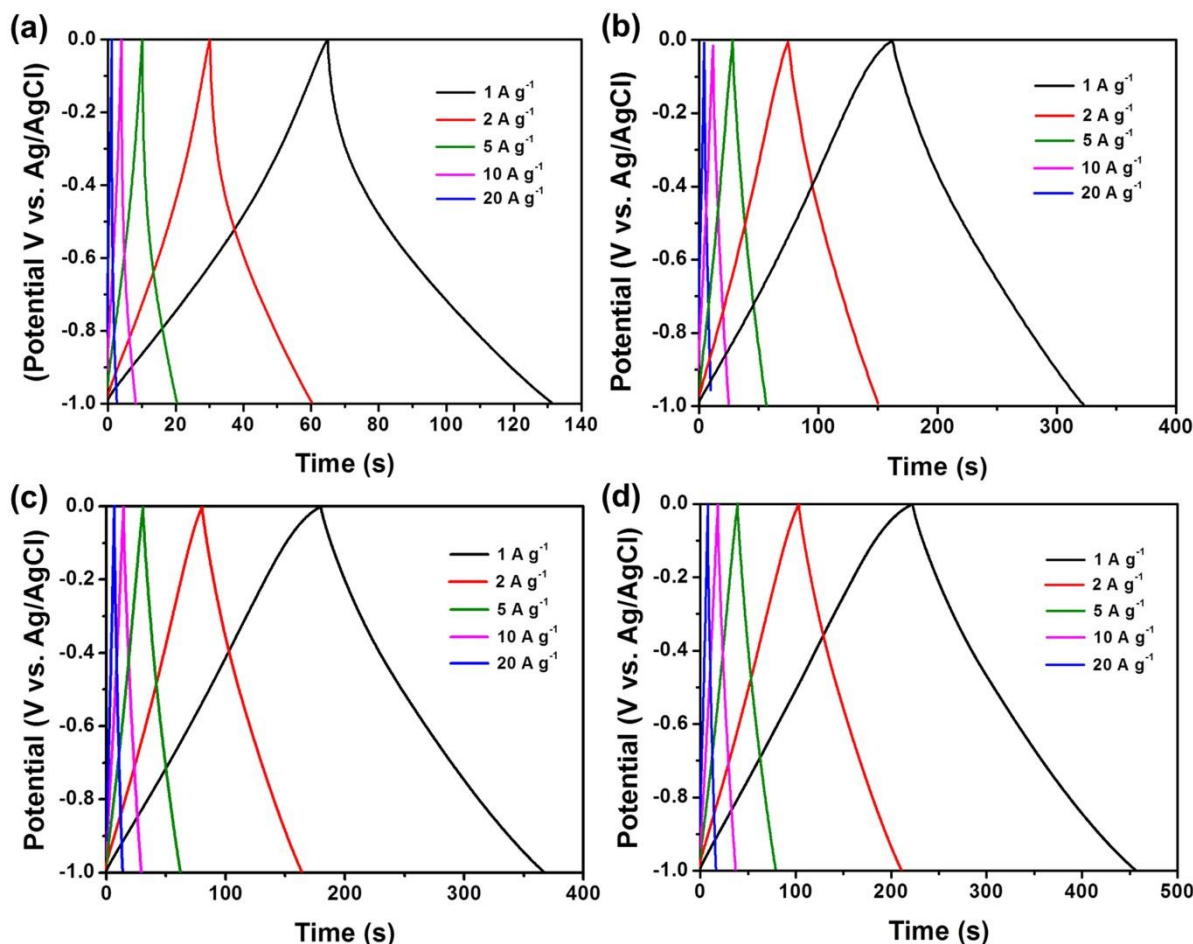 (a)
(Potential V vs. Ag/AgCl)
0.0
-0.2
-0.4
-0.6
-0.8
-1.0
1 A g⁻¹
2 A g⁻¹
5 A g⁻¹
10 A g⁻¹
20 A g⁻¹
0 20 40 60 80 100 120 140
Time (s)
(b)
Potential (V vs. Ag/AgCl)
0.0
-0.2
-0.4
-0.6
-0.8
-1.0
1 A g⁻¹
2 A g⁻¹
5 A g⁻¹
10 A g⁻¹
20 A g⁻¹
0 100 200 300 400
Time (s)
(c)
Potential (V vs. Ag/AgCl)
0.0
-0.2
-0.4
-0.6
-0.8
-1.0
1 A g⁻¹
2 A g⁻¹
5 A g⁻¹
10 A g⁻¹
20 A g⁻¹
0 100 200 300 400
Time (s)
(d)
Potential (V vs. Ag/AgCl)
0.0
-0.2
-0.4
-0.6
-0.8
-1.0
1 A g⁻¹
2 A g⁻¹
5 A g⁻¹
10 A g⁻¹
20 A g⁻¹
0 100 200 300 400 500
Time (s)